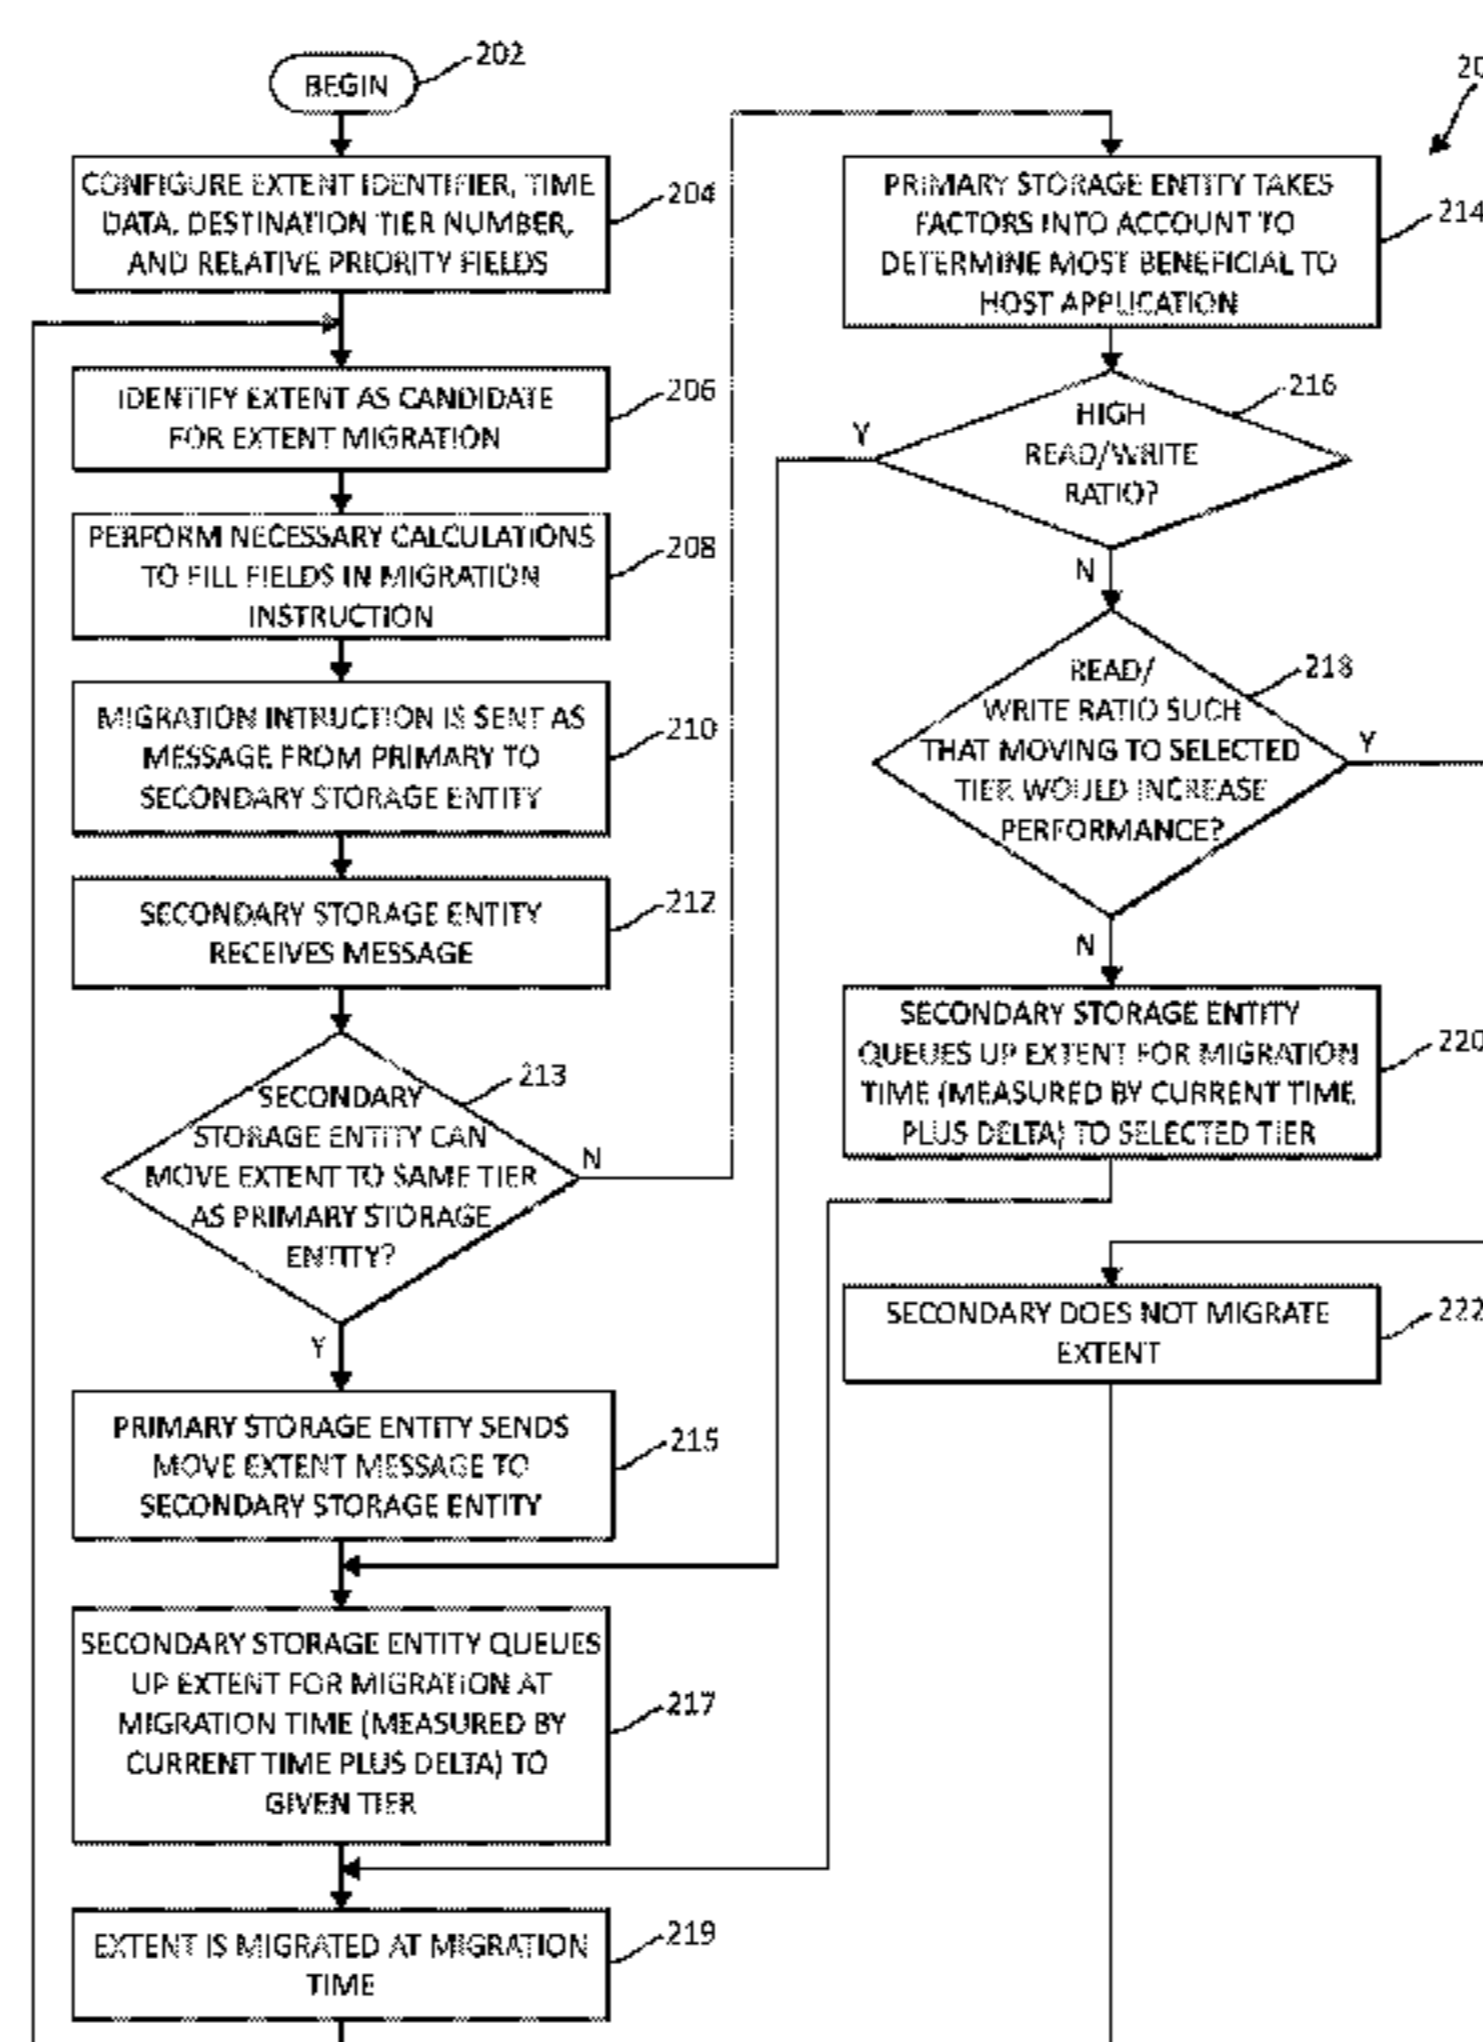 BEGIN
202
CONFIGURE EXTENT IDENTIFIER, TIME
DATA, DESTINATION TIER NUMBER,
AND RELATIVE PRIORITY FIELDS
204
IDENTIFY EXTENT AS CANDIDATE
FOR EXTENT MIGRATION
206
PERFORM NECESSARY CALCULATIONS
TO FILL FIELDS IN MIGRATION
INSTRUCTION
208
MIGRATION INTRUCTION IS SENT AS
MESSAGE FROM PRIMARY TO
SECONDARY STORAGE ENTITY
210
SECONDARY STORAGE ENTITY
RECEIVES MESSAGE
212
SECONDARY
STORAGE ENTITY CAN
MOVE EXTENT TO SAME TIER
AS PRIMARY STORAGE
ENTITY?
213
N
Y
PRIMARY STORAGE ENTITY SENDS
MOVE EXTENT MESSAGE TO
SECONDARY STORAGE ENTITY
215
SECONDARY STORAGE ENTITY QUEUES
UP EXTENT FOR MIGRATION AT
MIGRATION TIME (MEASURED BY
CURRENT TIME PLUS DELTA) TO
GIVEN TIER
217
EXTENT IS MIGRATED AT MIGRATION
TIME
219
PRIMARY STORAGE ENTITY TAKES
FACTORS INTO ACCOUNT TO
DETERMINE MOST BENEFICIAL TO
HOST APPLICATION
214
HIGH
READ/WRITE
RATIO?
216
Y
N
READ/
WRITE RATIO SUCH
THAT MOVING TO SELECTED
TIER WOULD INCREASE
PERFORMANCE?
218
Y
N
SECONDARY STORAGE ENTITY
QUEUES UP EXTENT FOR MIGRATION
TIME (MEASURED BY CURRENT TIME
PLUS DELTA) TO SELECTED TIER
220
SECONDARY DOES NOT MIGRATE
EXTENT
222